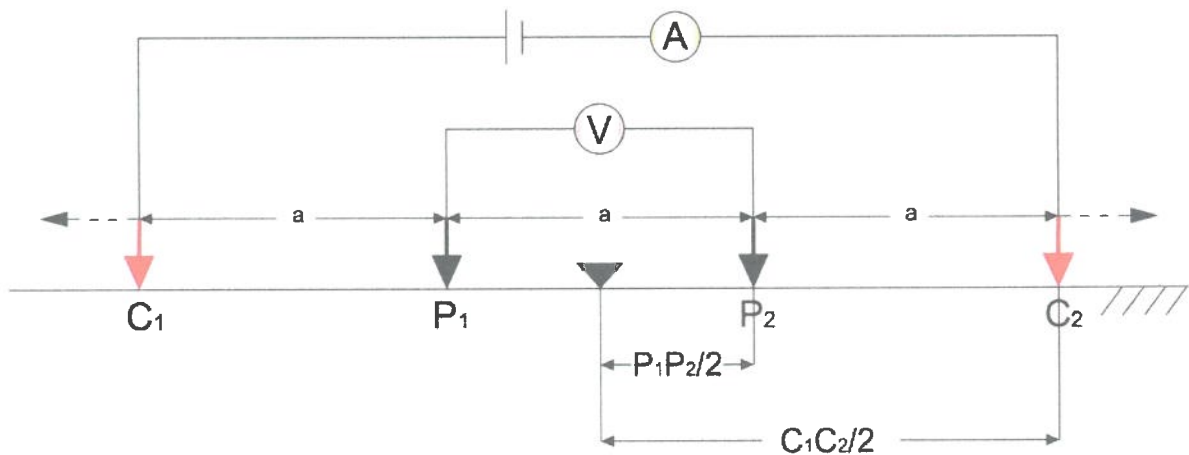 A
V
a a a
C₁ P₁ P₂ C₂
P₁P₂/2
C₁C₂/2